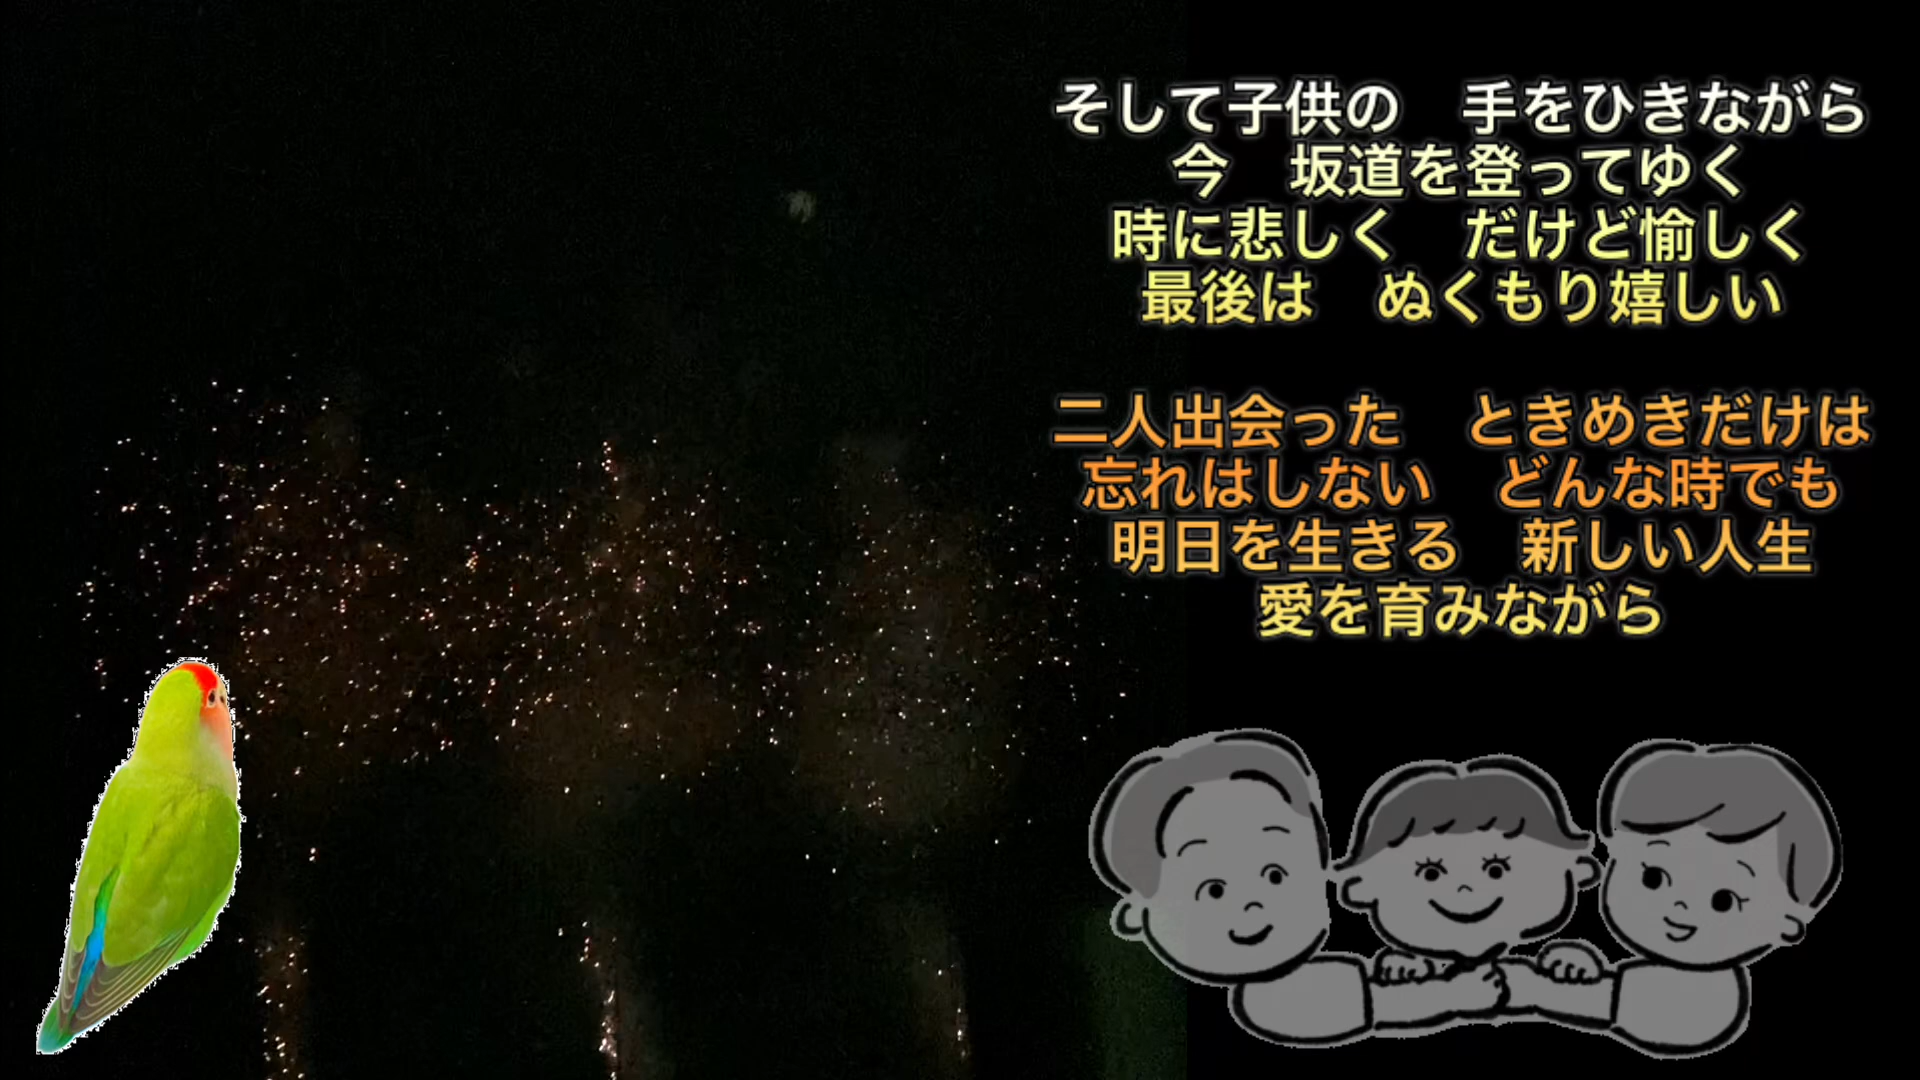 そして子供の　手をひきながら
今　坂道を登ってゆく
時に悲しく　だけど愉しく
最後は　ぬくもり嬉しい
二人出会った　ときめきだけは
忘れはしない　どんな時でも
明日を生きる　新しい人生
愛を育みながら